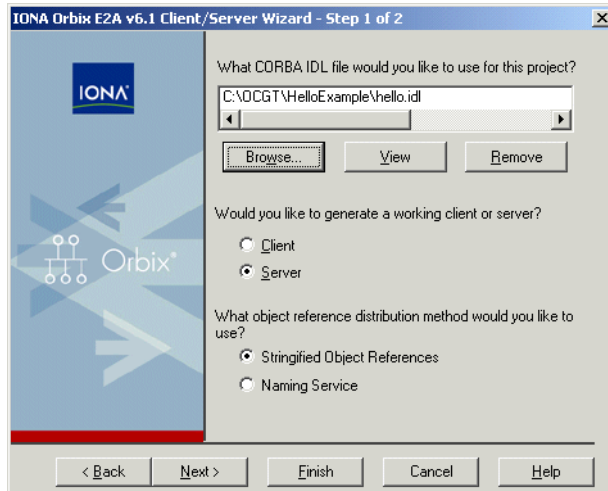 IONA Orbix E2A v6.1 Client/Server Wizard - Step 1 of 2
IONA
Orbix
What CORBA IDL file would you like to use for this project?
C:\OCGT\HelloExample\hello.idl
Browse... View Remove
Would you like to generate a working client or server?
Client
Server
What object reference distribution method would you like to
use?
Stringified Object References
Naming Service
< Back Next > Finish Cancel Help